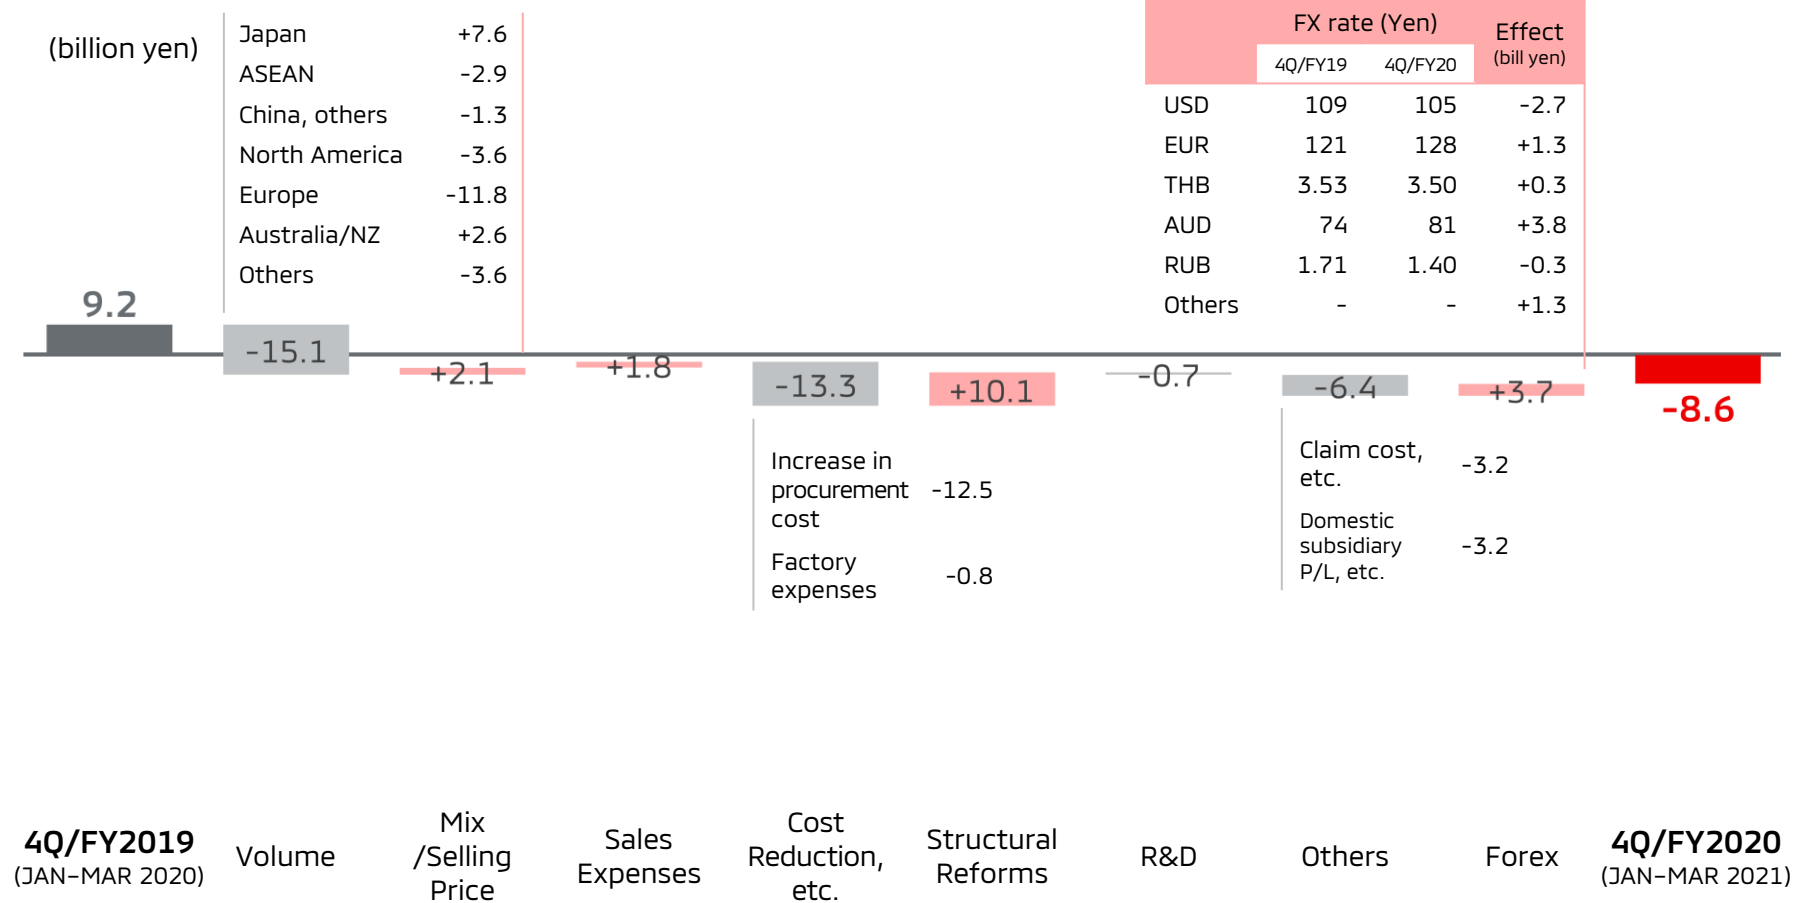 (billion yen)
Japan +7.6
ASEAN -2.9
China, others -1.3
North America -3.6
Europe -11.8
Australia/NZ +2.6
Others -3.6
FX rate (Yen) Effect
(bill yen)
4Q/FY19 4Q/FY20
USD 109 105 -2.7
EUR 121 128 +1.3
THB 3.53 3.50 +0.3
AUD 74 81 +3.8
RUB 1.71 1.40 -0.3
Others - - +1.3
9.2
-15.1
+2.1
+1.8
-13.3
+10.1
-0.7
-6.4
+3.7
-8.6
Increase in
procurement -12.5
cost
Factory
expenses -0.8
Claim cost,
etc. -3.2
Domestic
subsidiary -3.2
P/L, etc.
4Q/FY2019
(JAN–MAR 2020)
Volume
Mix
/Selling
Price
Sales
Expenses
Cost
Reduction,
etc.
Structural
Reforms
R&D
Others
Forex
4Q/FY2020
(JAN–MAR 2021)